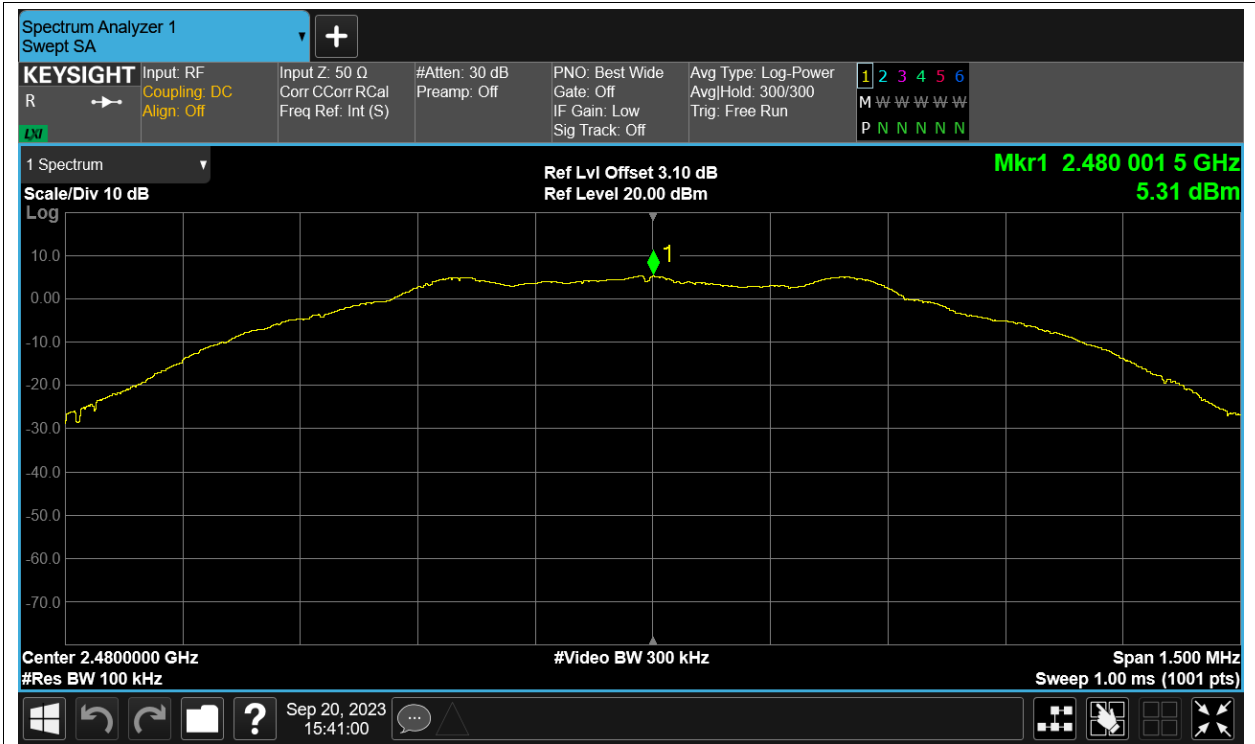 Spectrum Analyzer 1
Swept SA
KEYSIGHT
R
LXI
Input: RF
Coupling: DC
Align: Off
Input Z: 50 Ω
Corr CCorr RCal
Freq Ref: Int (S)
#Atten: 30 dB
Preamp: Off
PNO: Best Wide
Gate: Off
IF Gain: Low
Sig Track: Off
Avg Type: Log-Power
Avg|Hold: 300/300
Trig: Free Run
1 2 3 4 5 6
M W W W W W
P N N N N N
1 Spectrum
Scale/Div 10 dB
Log
Ref Lvl Offset 3.10 dB
Ref Level 20.00 dBm
Mkr1 2.480 001 5 GHz
5.31 dBm
1
10.0
0.00
-10.0
-20.0
-30.0
-40.0
-50.0
-60.0
-70.0
Center 2.4800000 GHz
#Video BW 300 kHz
Span 1.500 MHz
#Res BW 100 kHz
Sweep 1.00 ms (1001 pts)
?
Sep 20, 2023
15:41:00